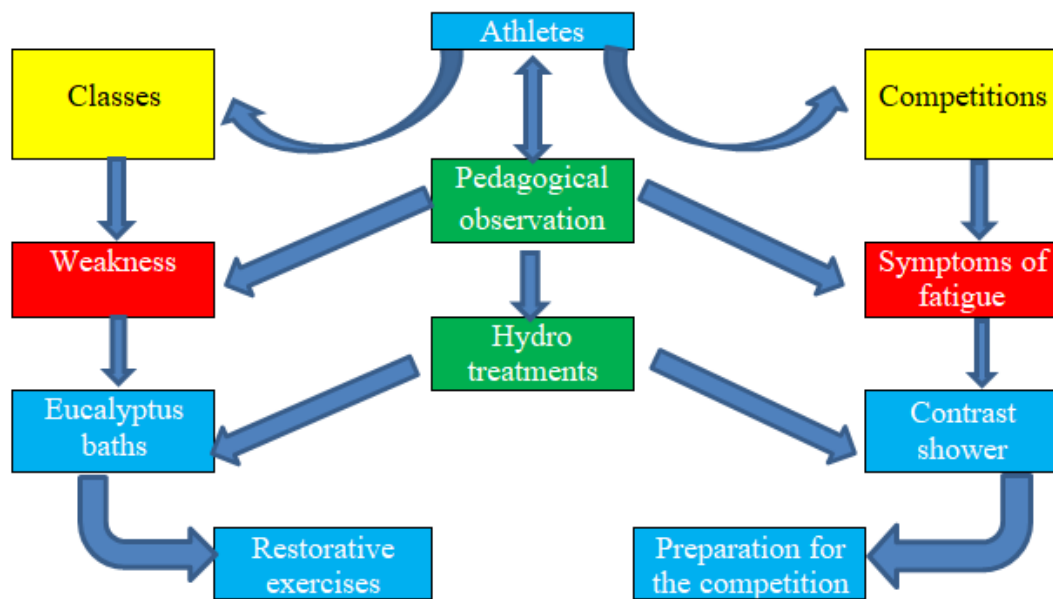 Athletes
Classes
Competitions
Pedagogical
observation
Weakness
Symptoms of
fatigue
Hydro
treatments
Eucalyptus
baths
Contrast
shower
Restorative
exercises
Preparation for
the competition